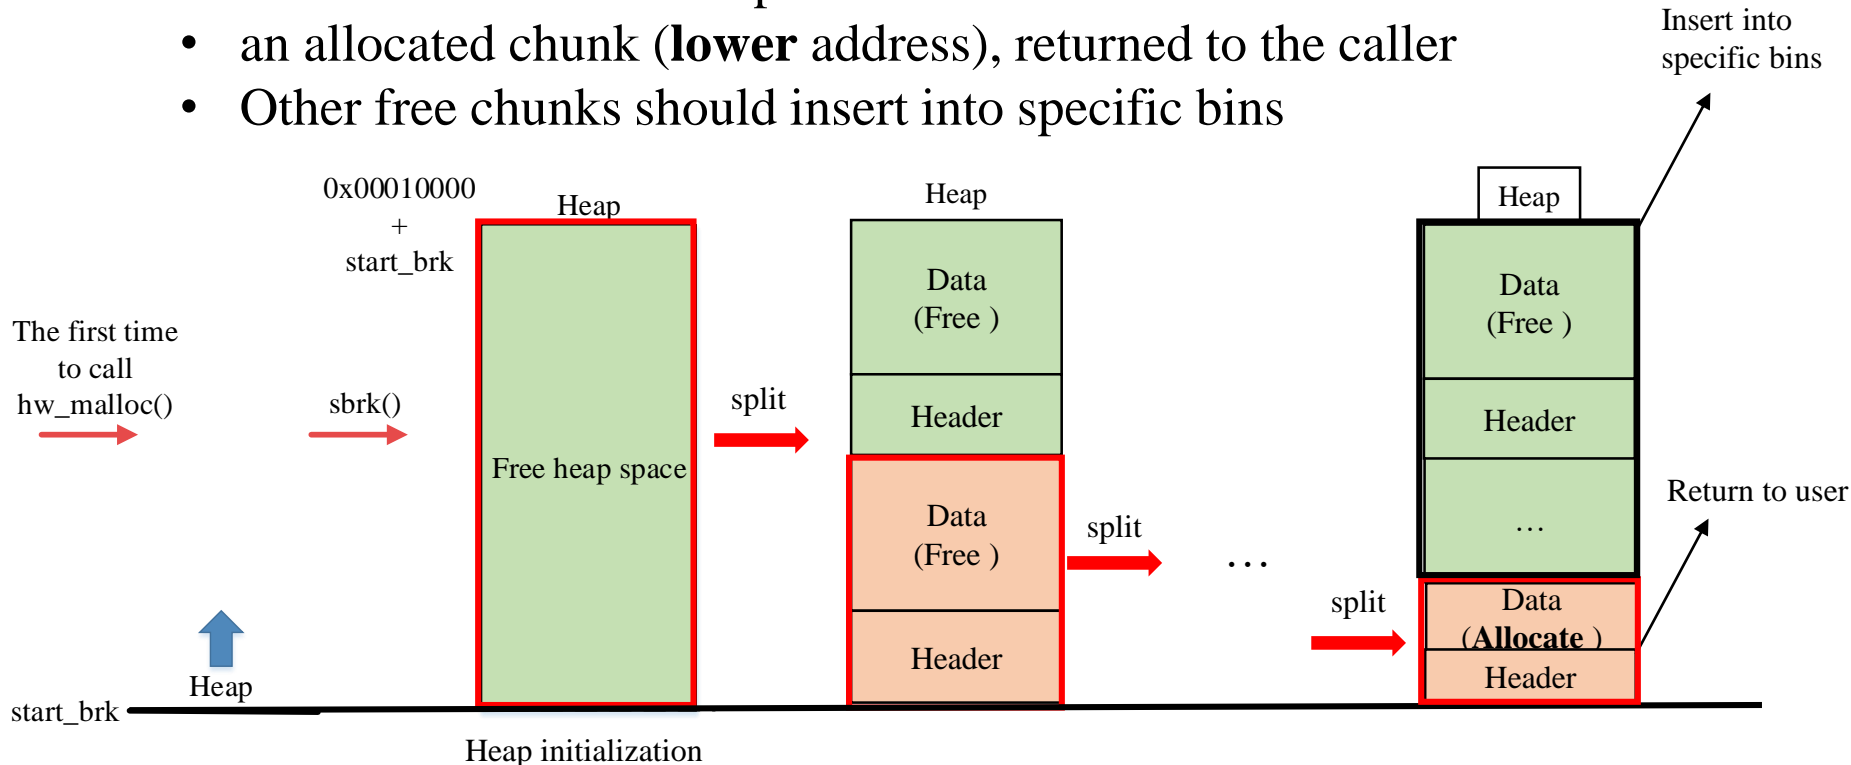 • an allocated chunk (lower address), returned to the caller
• Other free chunks should insert into specific bins
Insert into
specific bins
0x00010000
+
start_brk
Heap
Heap
Heap
The first time
to call
hw_malloc()
sbrk()
Free heap space
split
Data
(Free )
Header
Data
(Free )
Header
split
…
split
Data
(Free )
Header
…
Data
(Allocate )
Header
Return to user
Heap
start_brk
Heap initialization